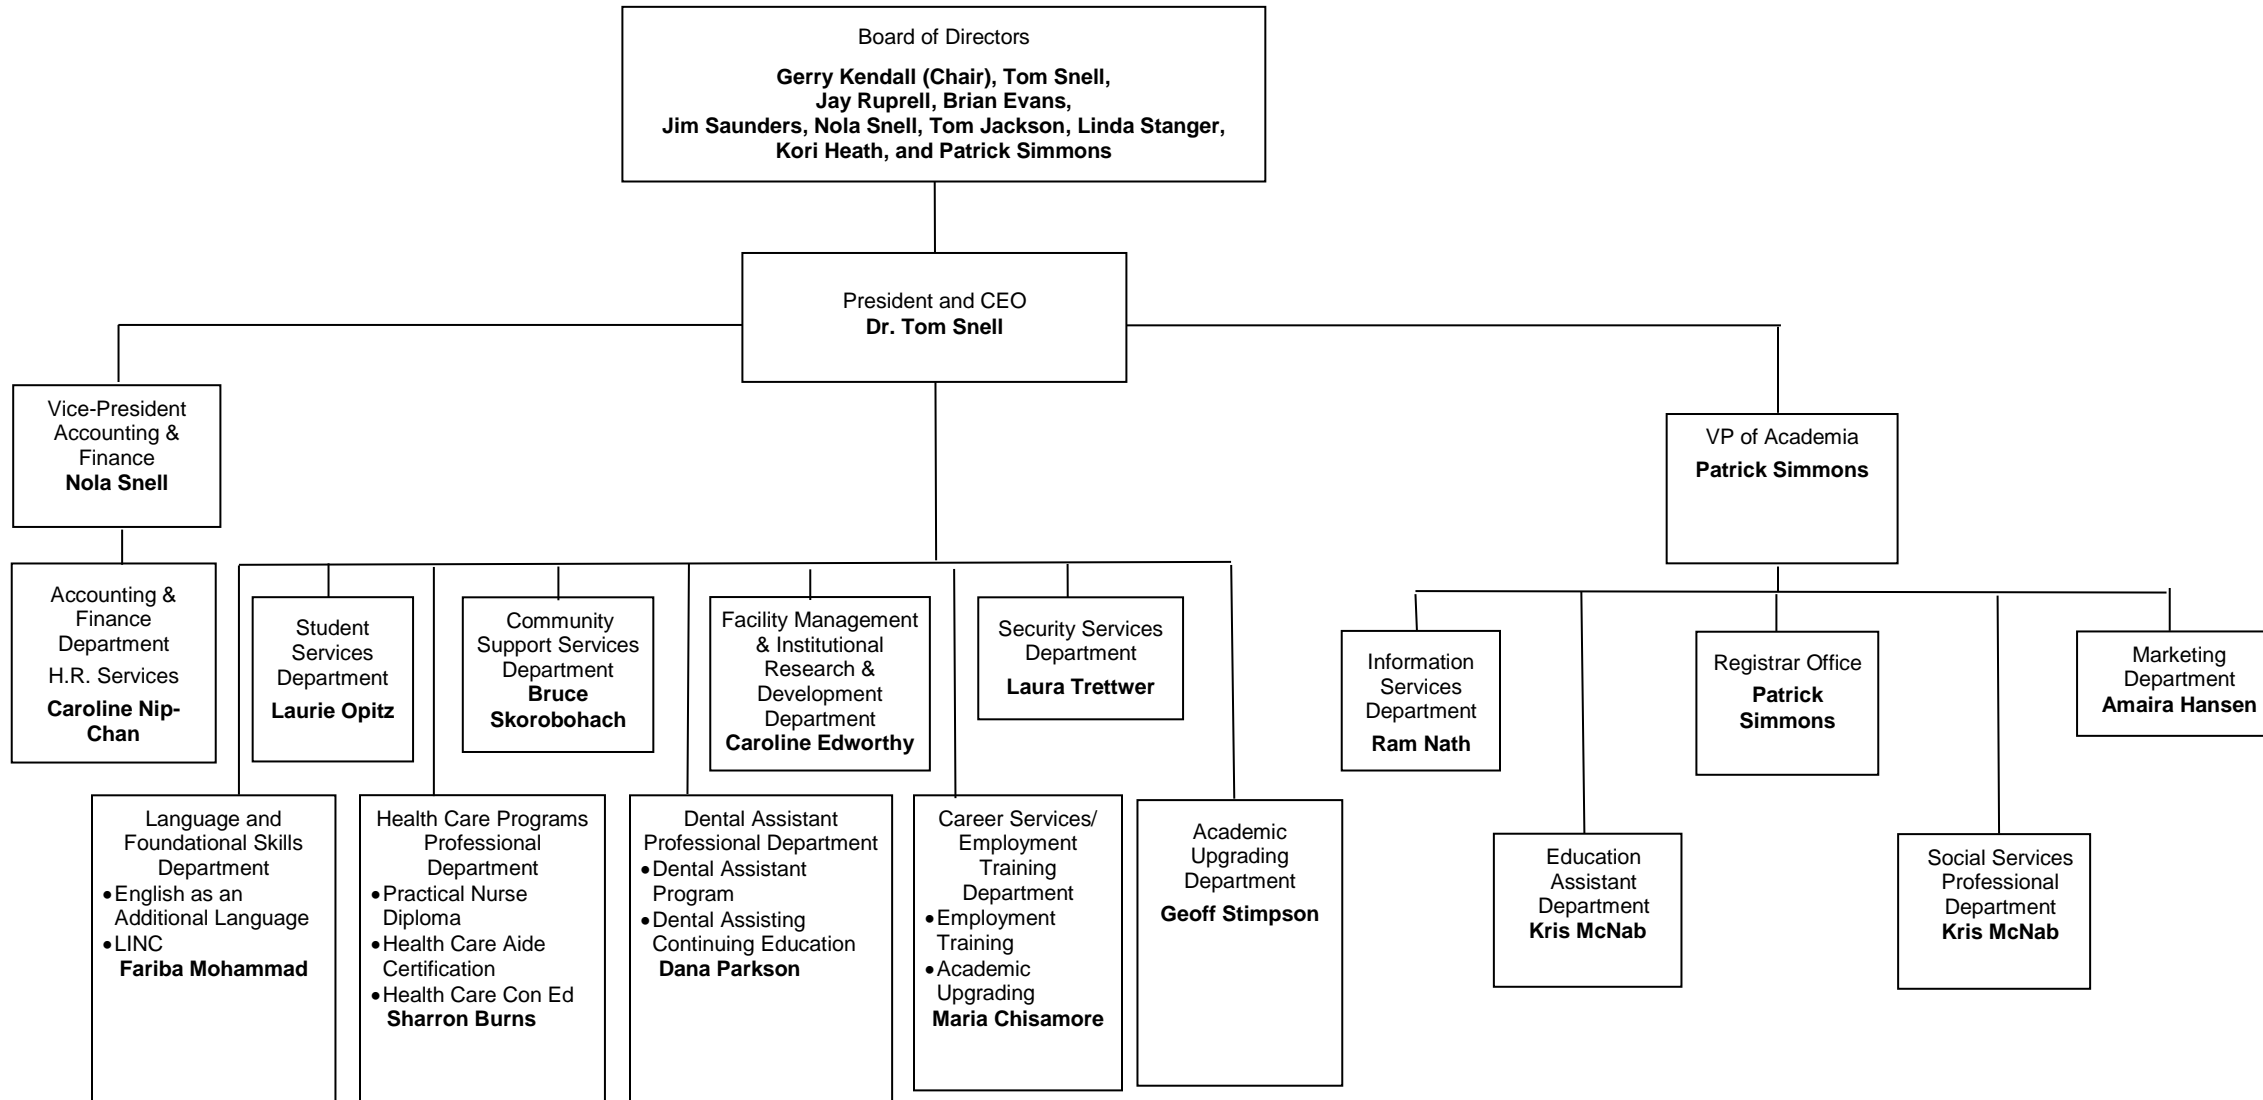 Board of Directors
Gerry Kendall (Chair), Tom Snell,
Jay Ruprell, Brian Evans,
Jim Saunders, Nola Snell, Tom Jackson, Linda Stanger,
Kori Heath, and Patrick Simmons
President and CEO
Dr. Tom Snell
Vice-President
Accounting &
Finance
Nola Snell
VP of Academia
Patrick Simmons
Accounting &
Finance
Department
H.R. Services
Caroline Nip-
Chan
Student
Services
Department
Laurie Opitz
Community
Support Services
Department
Bruce
Skorobohach
Facility Management
& Institutional
Research &
Development
Department
Caroline Edworthy
Security Services
Department
Laura Trettwer
Information
Services
Department
Ram Nath
Registrar Office
Patrick
Simmons
Marketing
Department
Amaira Hansen
Language and
Foundational Skills
Department
•English as an
Additional Language
•LINC
Fariba Mohammad
Health Care Programs
Professional
Department
•Practical Nurse
Diploma
•Health Care Aide
Certification
•Health Care Con Ed
Sharron Burns
Dental Assistant
Professional Department
•Dental Assistant
Program
•Dental Assisting
Continuing Education
Dana Parkson
Career Services/
Employment
Training
Department
•Employment
Training
•Academic
Upgrading
Maria Chisamore
Academic
Upgrading
Department
Geoff Stimpson
Education
Assistant
Department
Kris McNab
Social Services
Professional
Department
Kris McNab